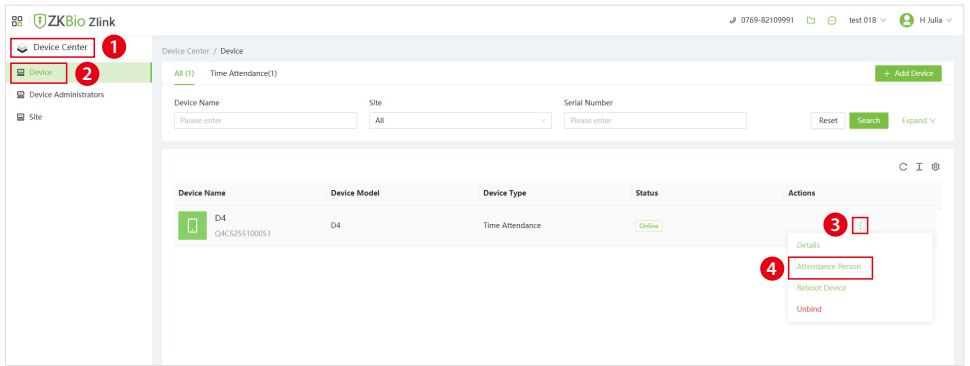 ZKBio Zlink
0769-82109991 test 018 H Julia
Device Center 1
Device 2
Device Administrators
Site
Device Center / Device
All (1) Time Attendance(1)
+ Add Device
Device Name Site Serial Number
Please enter All Please enter Reset Search Expand
Device Name Device Model Device Type Status Actions
D4
Q4CS255100051
D4 Time Attendance Online 3
Details
4 Attendance Person
Reboot Device
Unbind